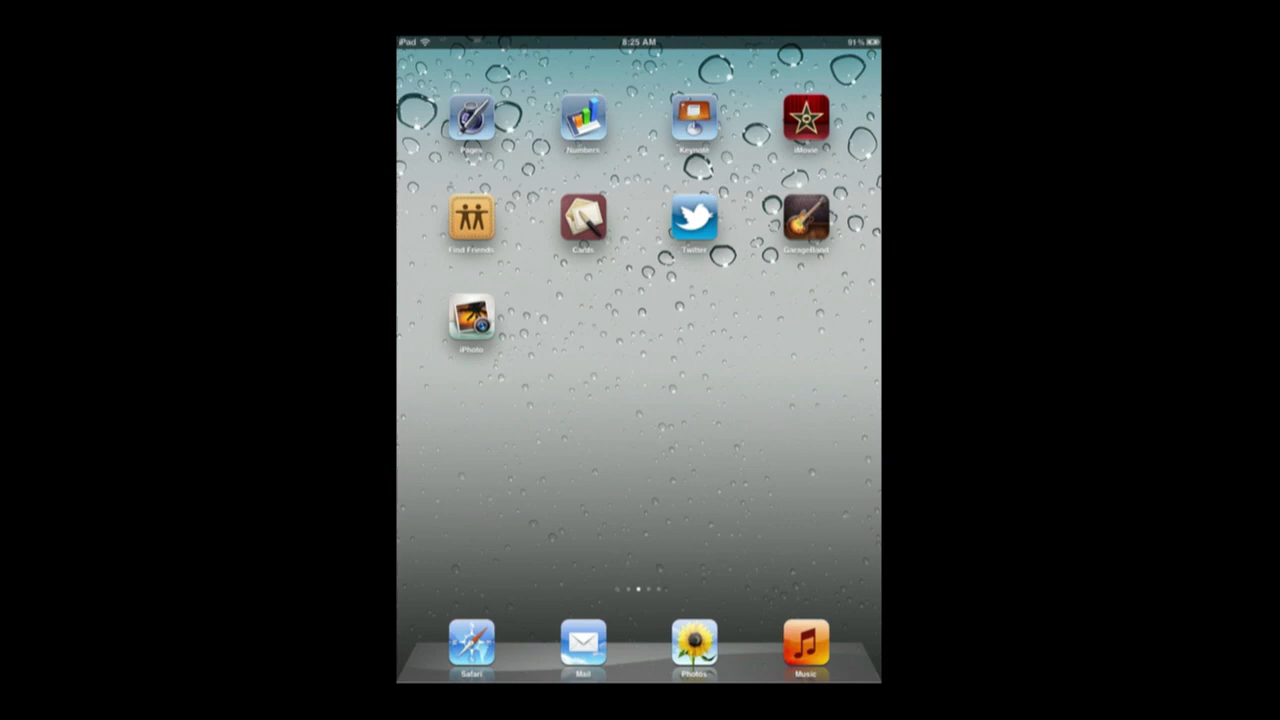 iPad 8:25 AM 91%
Pages Numbers Keynote iMovie
Find Friends Cards Twitter GarageBand
iPhoto
Safari Mail Photos Music